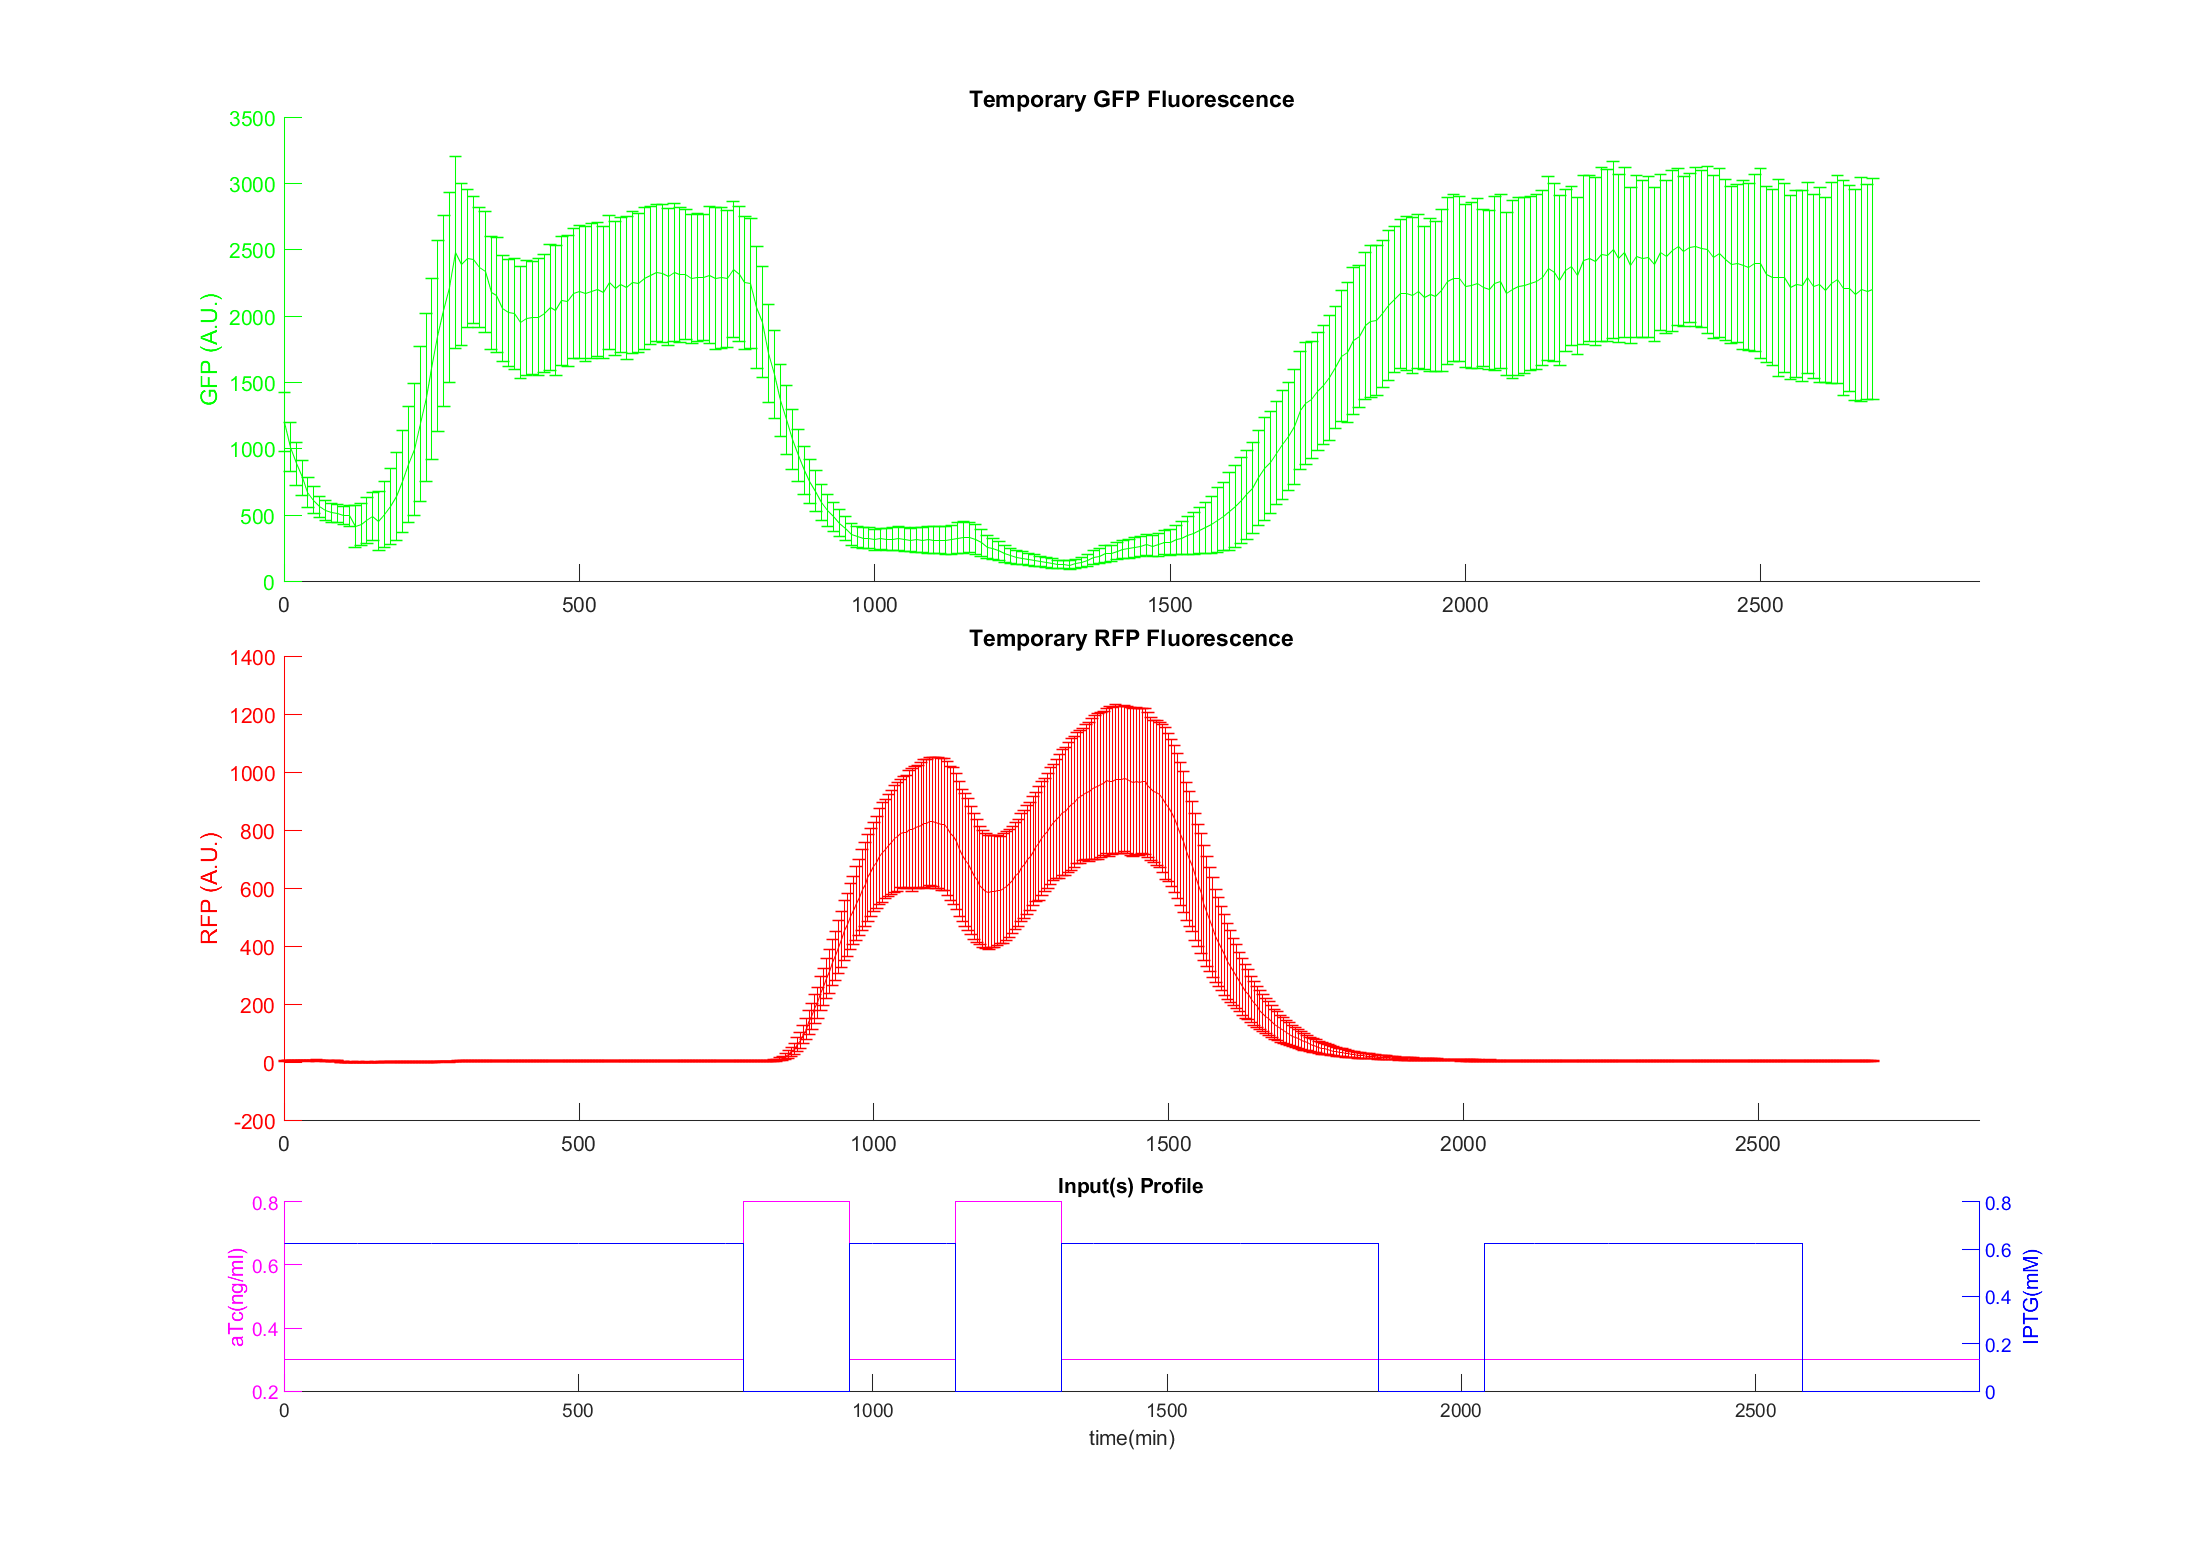 Temporary GFP Fluorescence
3500
3000
2500
2000
1500
1000
500
0
GFP (A.U.)
0 500 1000 1500 2000 2500
Temporary RFP Fluorescence
1400
1200
1000
800
600
400
200
0
-200
RFP (A.U.)
0 500 1000 1500 2000 2500
Input(s) Profile
0.8
0.6
0.4
0.2
aTc(ng/ml)
0.8
0.6
0.4
0.2
0
IPTG(mM)
0 500 1000 1500 2000 2500
time(min)